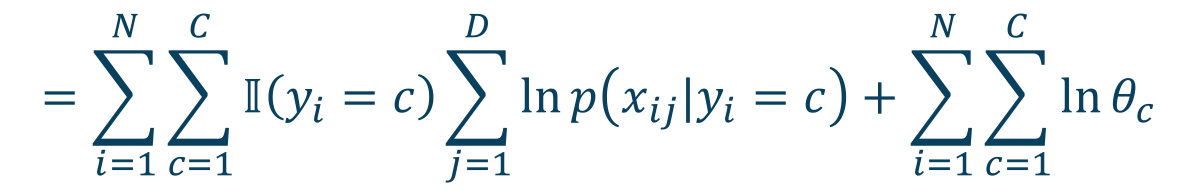 = \sum_{i=1}^{N} \sum_{c=1}^{C} \mathbb{I}(y_i = c) \sum_{j=1}^{D} \ln p(x_{ij}|y_i = c) + \sum_{i=1}^{N} \sum_{c=1}^{C} \ln \theta_c